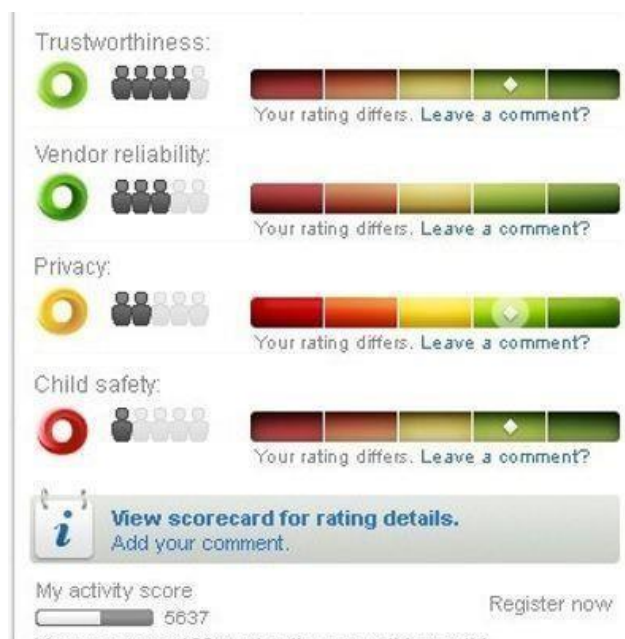 Trustworthiness:
Your rating differs. Leave a comment?
Vendor reliability:
Your rating differs. Leave a comment?
Privacy:
Your rating differs. Leave a comment?
Child safety:
Your rating differs. Leave a comment?
i
View scorecard for rating details.
Add your comment.
My activity score
5637
Register now